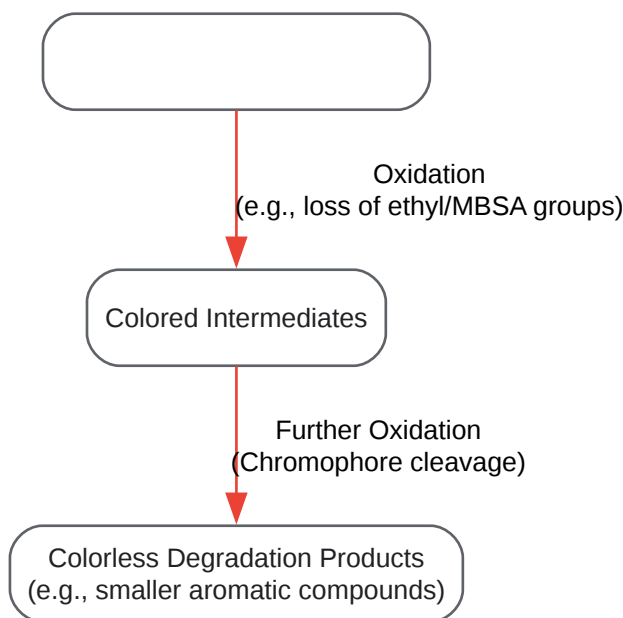 Oxidation
(e.g., loss of ethyl/MBSA groups)
Colored Intermediates
Further Oxidation
(Chromophore cleavage)
Colorless Degradation Products
(e.g., smaller aromatic compounds)